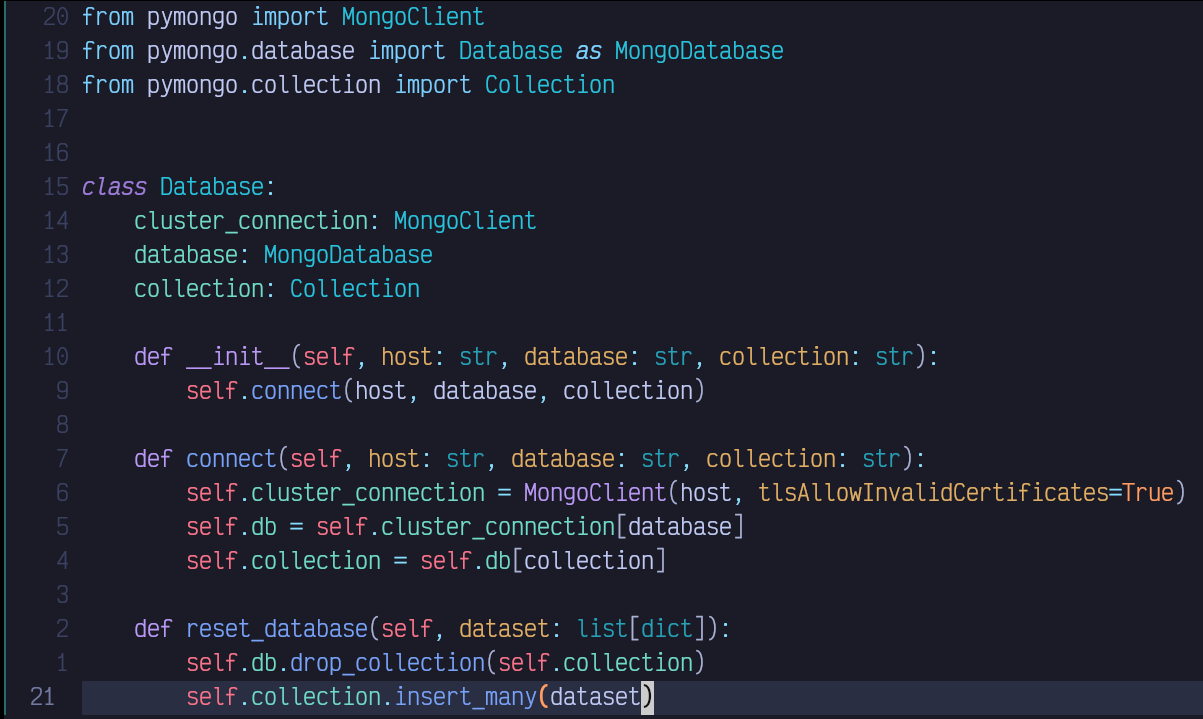 20 from pymongo import MongoClient
19 from pymongo.database import Database as MongoDatabase
18 from pymongo.collection import Collection
17
16
15 class Database:
14     cluster_connection: MongoClient
13     database: MongoDatabase
12     collection: Collection
11
10     def __init__(self, host: str, database: str, collection: str):
9         self.connect(host, database, collection)
8
7     def connect(self, host: str, database: str, collection: str):
6         self.cluster_connection = MongoClient(host, tlsAllowInvalidCertificates=True)
5         self.db = self.cluster_connection[database]
4         self.collection = self.db[collection]
3
2     def reset_database(self, dataset: list[dict]):
1         self.db.drop_collection(self.collection)
21         self.collection.insert_many(dataset)